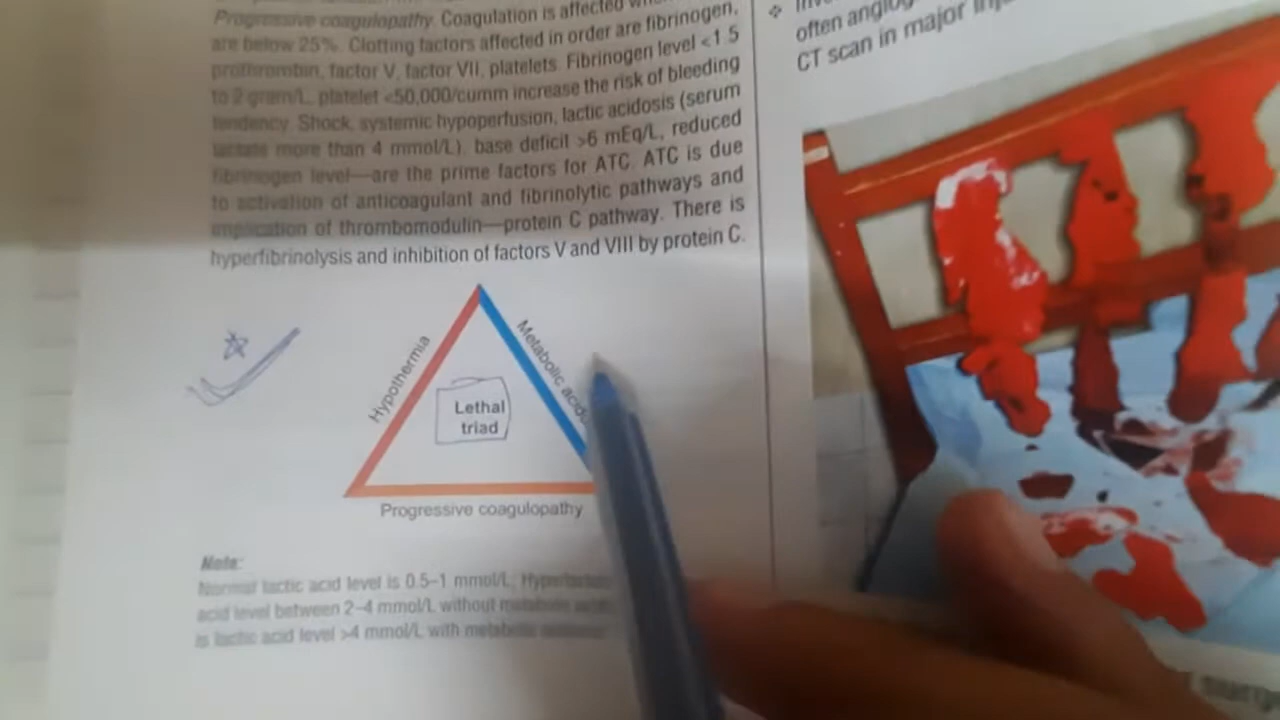 Progressive coagulopathy. Coagulation is affected
are below 25%. Clotting factors affected in order are fibrinogen,
prothrombin, factor V, factor VII, platelets. Fibrinogen level <1.5
to 2 gram/L, platelet <50,000/cumm increase the risk of bleeding
tendency. Shock, systemic hypoperfusion, lactic acidosis (serum
lactate more than 4 mmol/L), base deficit >6 mEq/L, reduced
fibrinogen level—are the prime factors for ATC. ATC is due
to activation of anticoagulant and fibrinolytic pathways and
implication of thrombomodulin—protein C pathway. There is
hyperfibrinolysis and inhibition of factors V and VIII by protein C.
Hypothermia
Metabolic acid
Lethal
triad
Progressive coagulopathy
Note:
Normal lactic acid level is 0.5–1 mmol/L;
acid level between 2–4 mmol/L without
is lactic acid level >4 mmol/L with metabolic
often angiog
CT scan in major